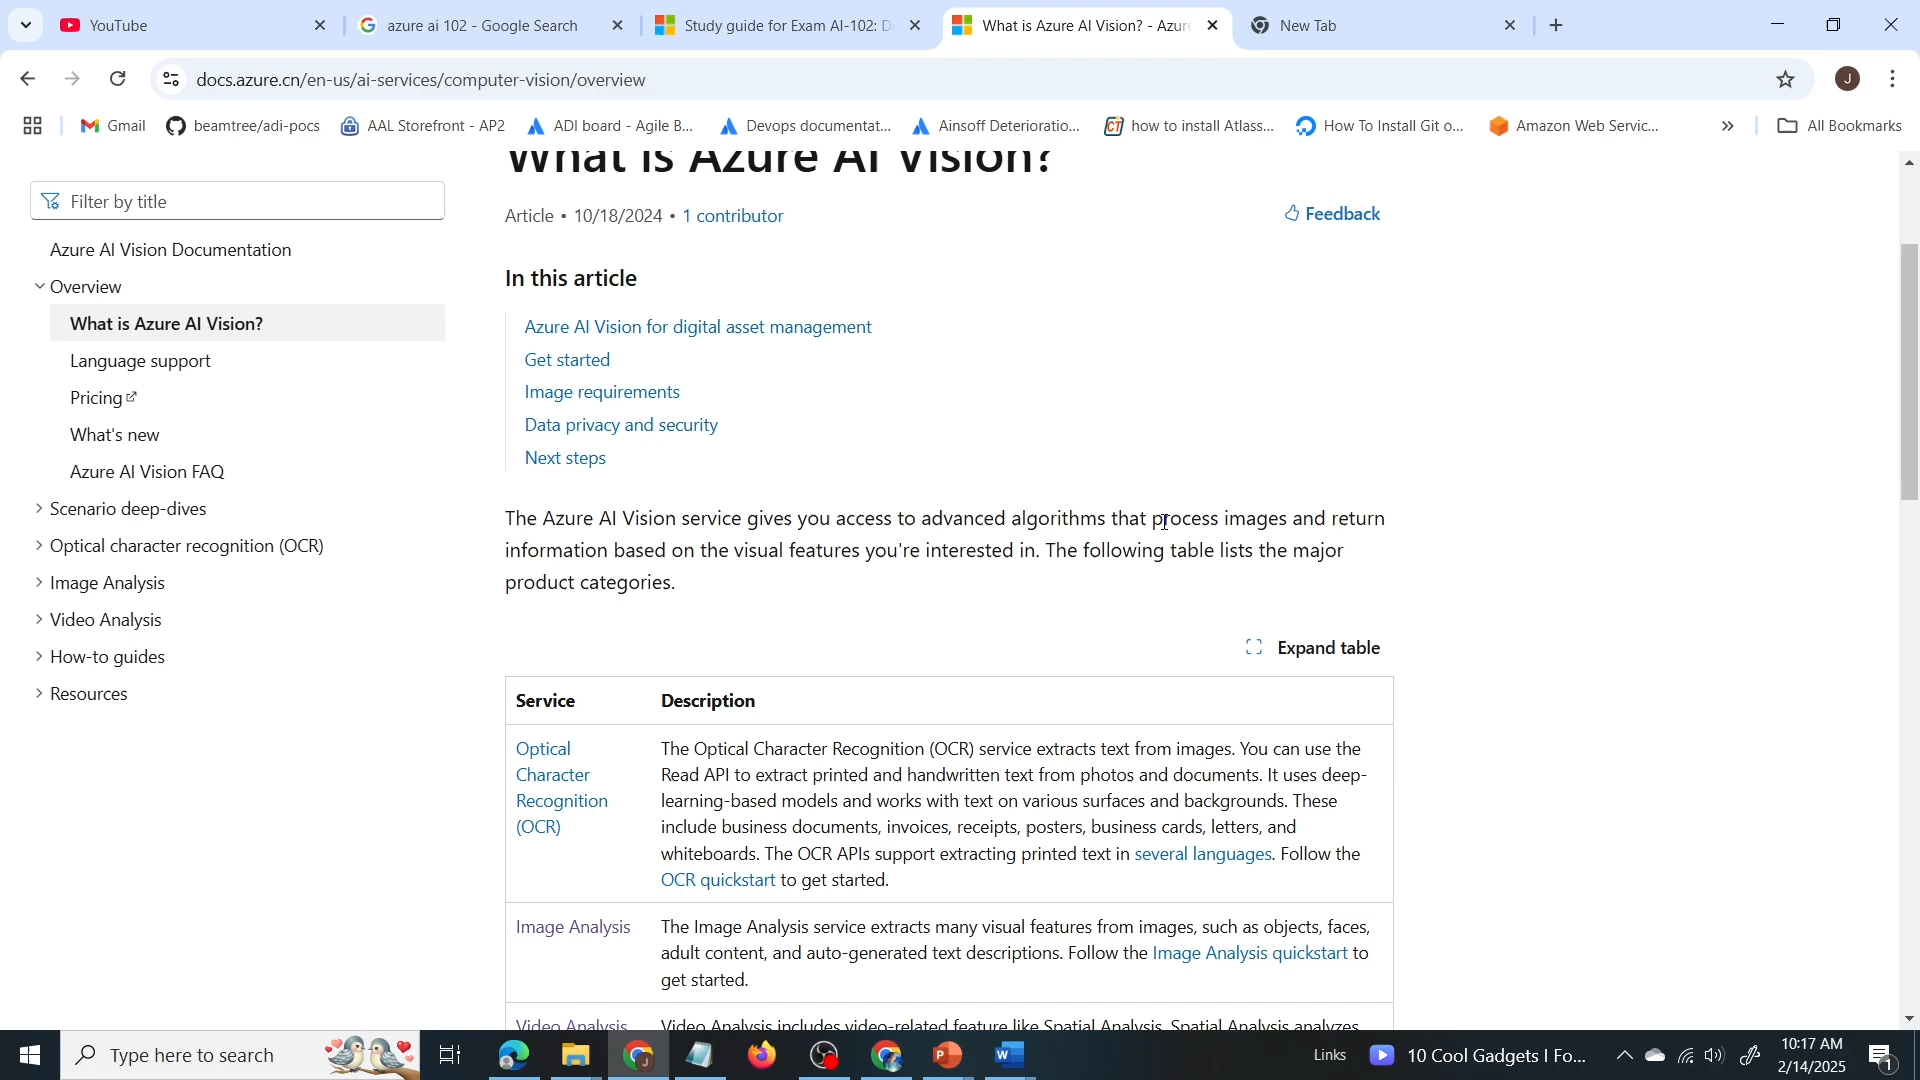 YouTube
azure ai 102 - Google Search
Study guide for Exam AI-102: D
What is Azure AI Vision? - Azur
New Tab
docs.azure.cn/en-us/ai-services/computer-vision/overview
J
Gmail
beamtree/adi-pocs
AAL Storefront - AP2
ADI board - Agile B...
Devops documentat...
Ainsoff Deterioratio...
how to install Atlass...
How To Install Git o...
Amazon Web Servic...
All Bookmarks
What is Azure AI Vision?
Filter by title
Article • 10/18/2024 • 1 contributor
Feedback
Azure AI Vision Documentation
Overview
What is Azure AI Vision?
Language support
Pricing
What's new
Azure AI Vision FAQ
Scenario deep-dives
Optical character recognition (OCR)
Image Analysis
Video Analysis
How-to guides
Resources
In this article
Azure AI Vision for digital asset management
Get started
Image requirements
Data privacy and security
Next steps
The Azure AI Vision service gives you access to advanced algorithms that process images and return
information based on the visual features you're interested in. The following table lists the major
product categories.
Expand table
Service
Description
Optical
Character
Recognition
(OCR)
The Optical Character Recognition (OCR) service extracts text from images. You can use the
Read API to extract printed and handwritten text from photos and documents. It uses deep-
learning-based models and works with text on various surfaces and backgrounds. These
include business documents, invoices, receipts, posters, business cards, letters, and
whiteboards. The OCR APIs support extracting printed text in several languages. Follow the
OCR quickstart to get started.
Image Analysis
The Image Analysis service extracts many visual features from images, such as objects, faces,
adult content, and auto-generated text descriptions. Follow the Image Analysis quickstart to
get started.
Video Analysis
Video Analysis includes video-related feature like Spatial Analysis. Spatial Analysis analyzes
Type here to search
Links
10 Cool Gadgets I Fo...
10:17 AM
2/14/2025
1